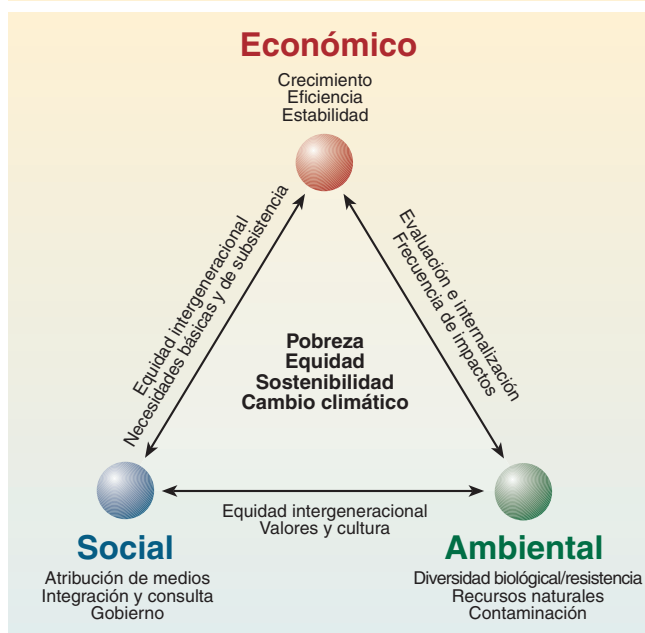 Económico
Crecimiento
Eficiencia
Estabilidad
Equidad intergeneracional
Necesidades básicas y de subsistencia
Evaluación e internalización
Frecuencia de impactos
Pobreza
Equidad
Sostenibilidad
Cambio climático
Equidad intergeneracional
Valores y cultura
Social
Atribución de medios
Integración y consulta
Gobierno
Ambiental
Diversidad biológical/resistencia
Recursos naturales
Contaminación